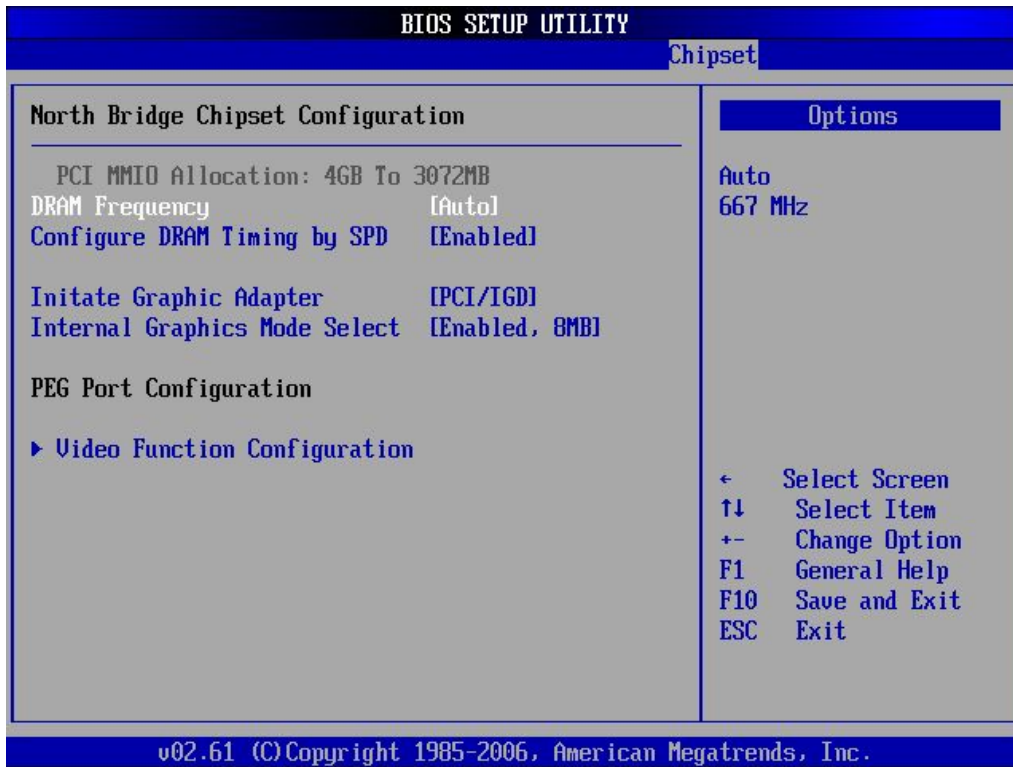 BIOS SETUP UTILITY
Chipset
North Bridge Chipset Configuration
PCI MMIO Allocation: 4GB To 3072MB
DRAM Frequency [Auto]
Configure DRAM Timing by SPD [Enabled]
Initate Graphic Adapter [PCI/IGD]
Internal Graphics Mode Select [Enabled, 8MB]
PEG Port Configuration
▶ Video Function Configuration
Options
Auto
667 MHz
← Select Screen
↑↓ Select Item
+- Change Option
F1 General Help
F10 Save and Exit
ESC Exit
v02.61 (C)Copyright 1985-2006, American Megatrends, Inc.